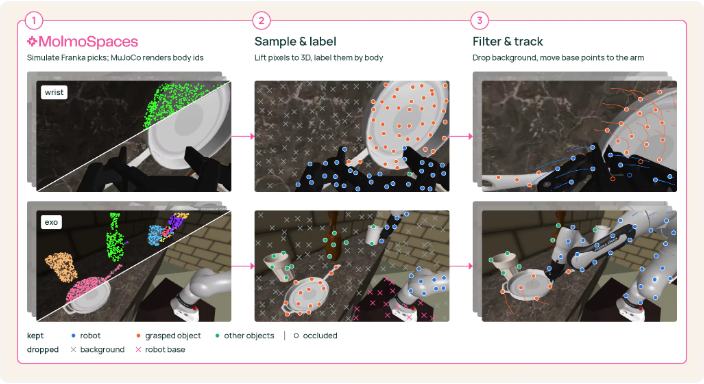 1
2
3
MolmoSpaces
Sample & label
Filter & track
Simulate Franka picks; MuJoCo renders body ids
Lift pixels to 3D, label them by body
Drop background, move base points to the arm
wrist
exo
kept robot grasped object other objects | occluded
dropped background robot base